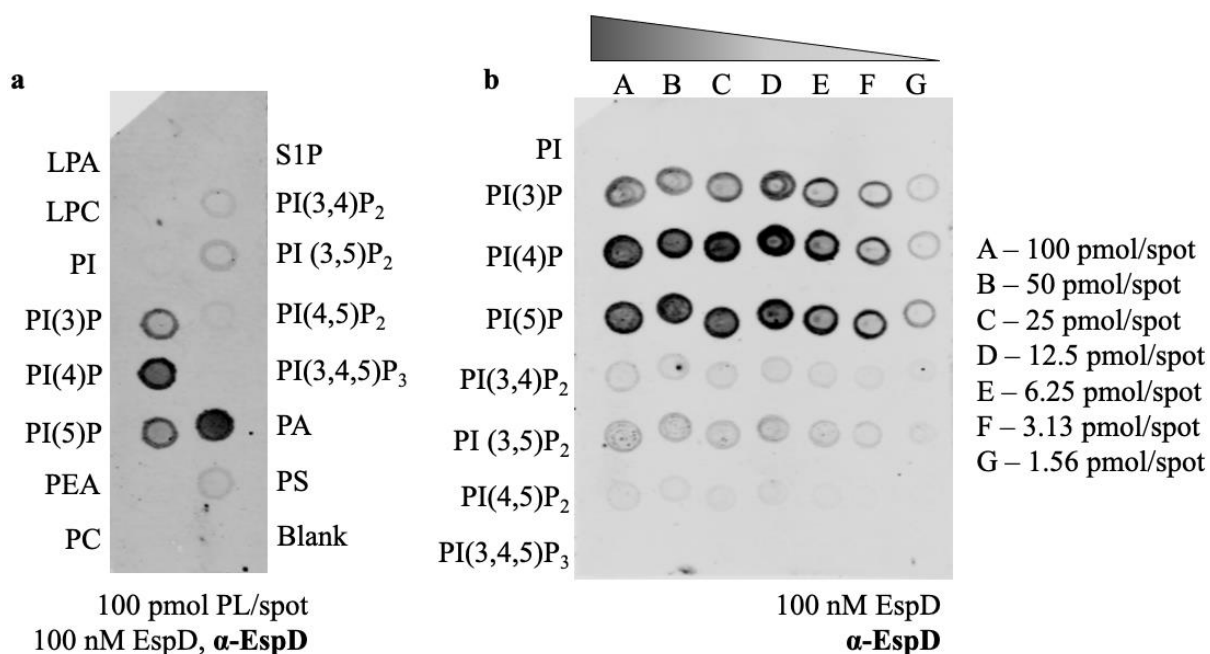 a
LPA
LPC
PI
PI(3)P
PI(4)P
PI(5)P
PEA
PC
S1P
PI(3,4)P₂
PI (3,5)P₂
PI(4,5)P₂
PI(3,4,5)P₃
PA
PS
Blank
100 pmol PL/spot
100 nM EspD, α-EspD
b
A B C D E F G
PI
PI(3)P
PI(4)P
PI(5)P
PI(3,4)P₂
PI (3,5)P₂
PI(4,5)P₂
PI(3,4,5)P₃
100 nM EspD
α-EspD
A – 100 pmol/spot
B – 50 pmol/spot
C – 25 pmol/spot
D – 12.5 pmol/spot
E – 6.25 pmol/spot
F – 3.13 pmol/spot
G – 1.56 pmol/spot